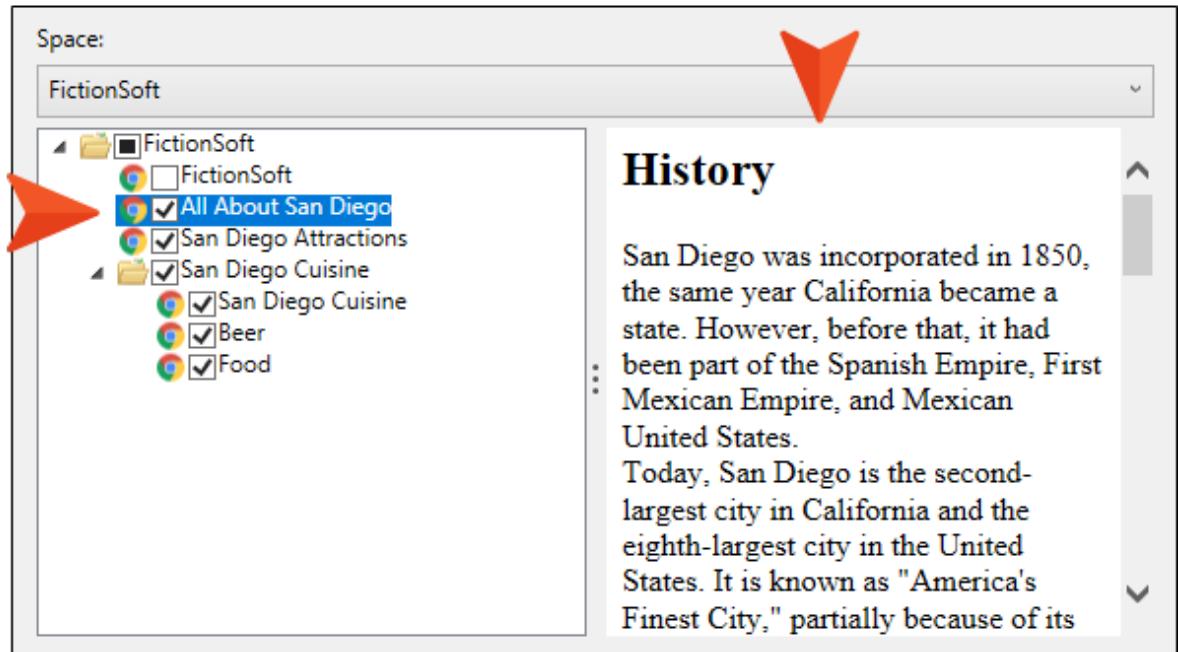 Space:
FictionSoft
FictionSoft
FictionSoft
All About San Diego
San Diego Attractions
San Diego Cuisine
San Diego Cuisine
Beer
Food
History
San Diego was incorporated in 1850,
the same year California became a
state. However, before that, it had
been part of the Spanish Empire, First
Mexican Empire, and Mexican
United States.
Today, San Diego is the second-
largest city in California and the
eighth-largest city in the United
States. It is known as "America's
Finest City," partially because of its